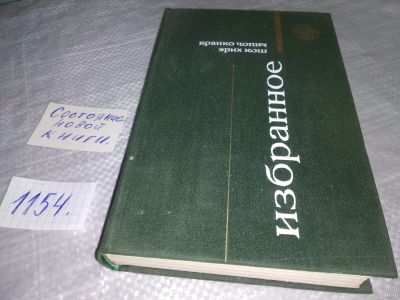 бранко чопич
эрих кош
избранное
Состояние
новой
книги.
1154.